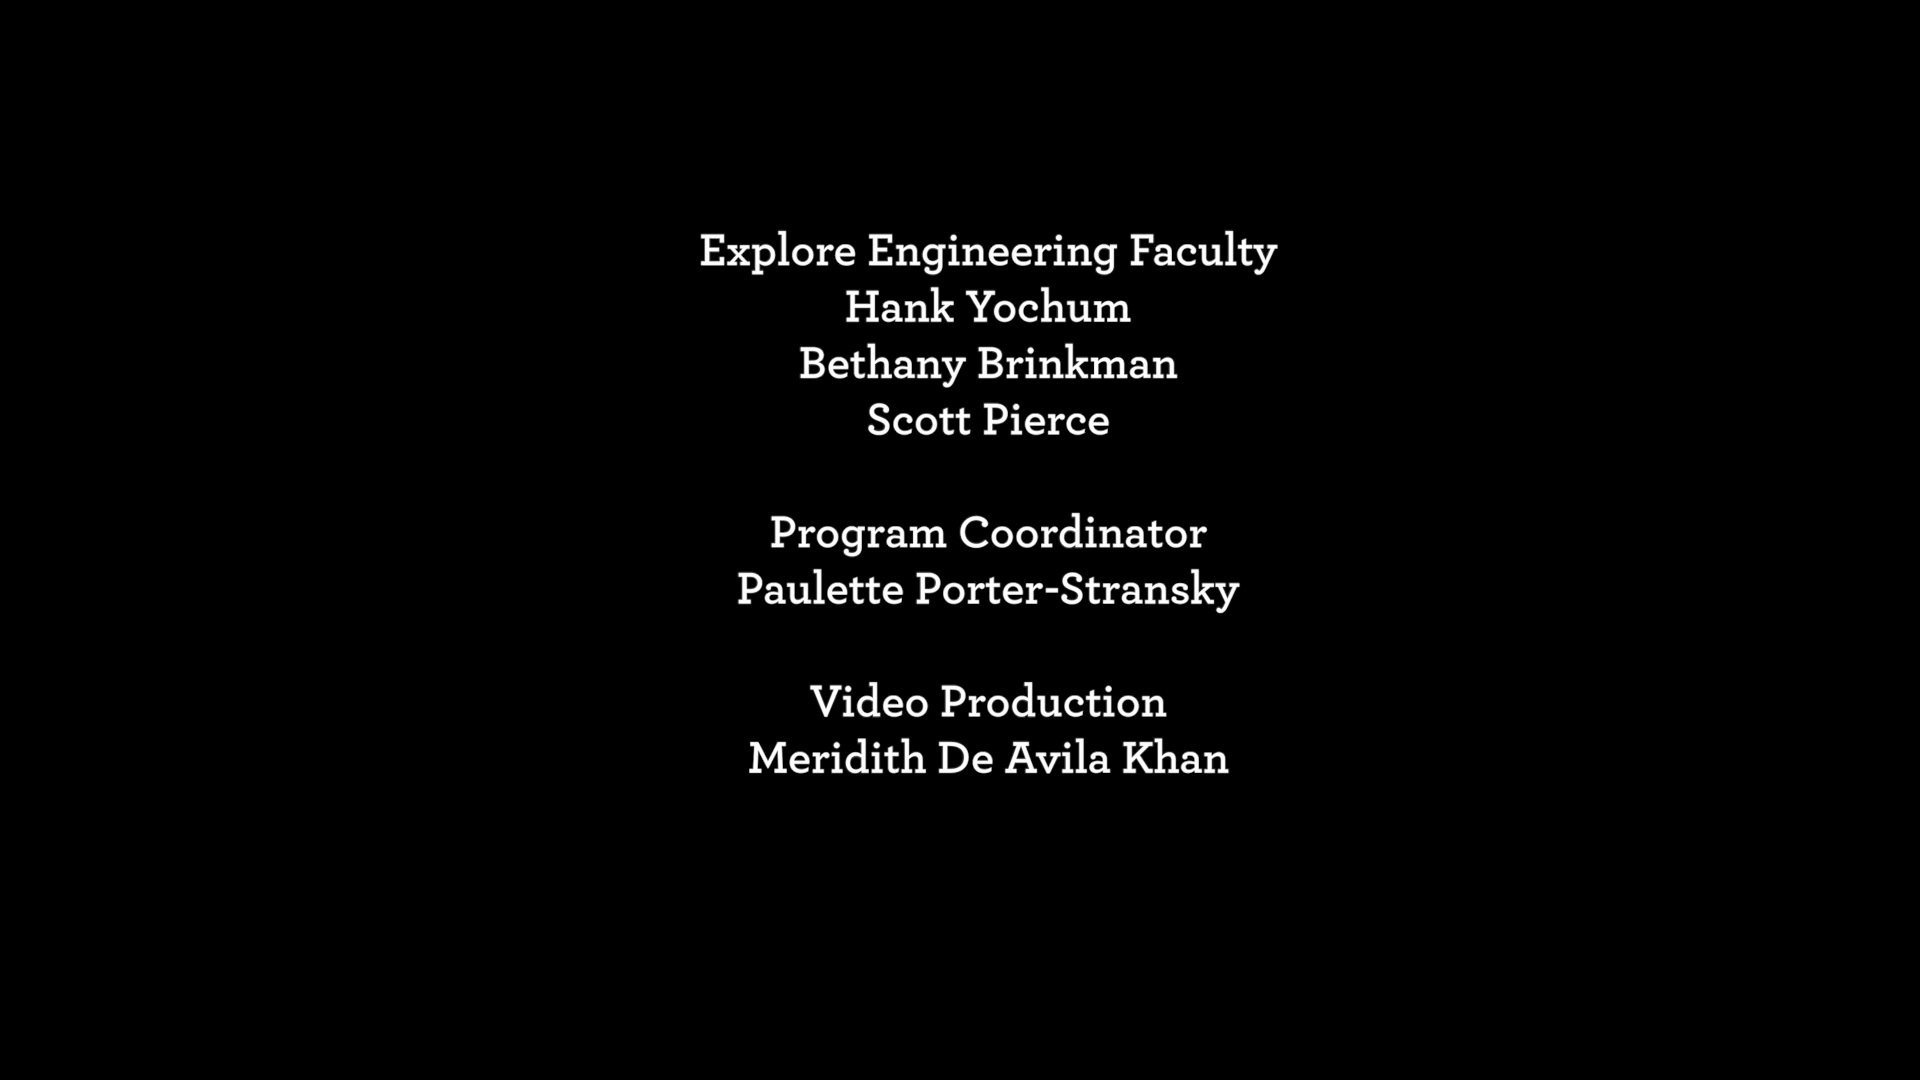 Explore Engineering Faculty
Hank Yochum
Bethany Brinkman
Scott Pierce
Program Coordinator
Paulette Porter-Stransky
Video Production
Meridith De Avila Khan